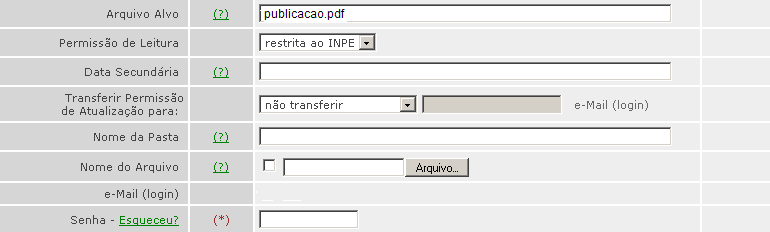 Arquivo Alvo (?) publicacao.pdf
Permissão de Leitura restrita ao INPE
Data Secundária (?)
Transferir Permissão
de Atualização para: não transferir e-Mail (login)
Nome da Pasta (?)
Nome do Arquivo (?) Arquivo...
e-Mail (login)
Senha - Esqueceu? (*)